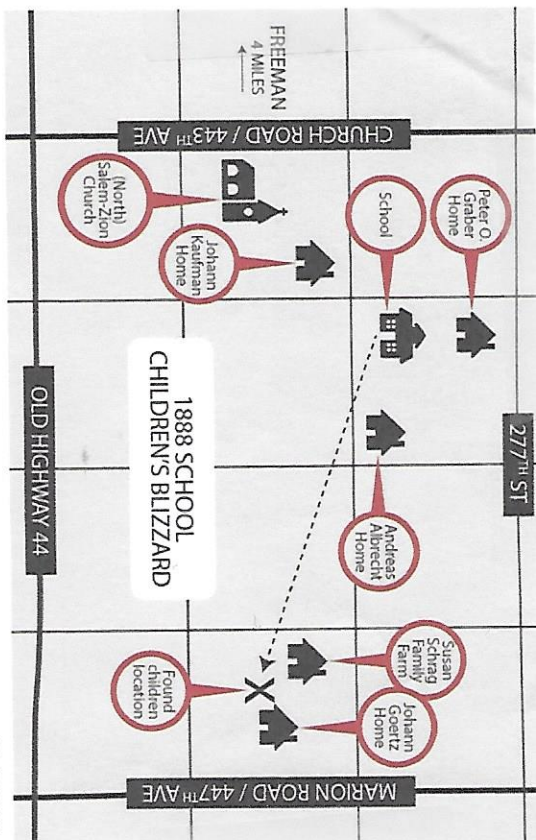 FREEMAN
4 MILES
CHURCH ROAD / 443TH AVE
277TH ST
Peter O.
Graber
Home
School
Johann
Kaufman
Home
(North)
Salem-Zion
Church
1888 SCHOOL
CHILDREN'S BLIZZARD
Andreas
Albrecht
Home
Susan
Schrag
Family
Farm
Johann
Goertz
Home
X
Found
children
location
OLD HIGHWAY 44
MARION ROAD / 447TH AVE